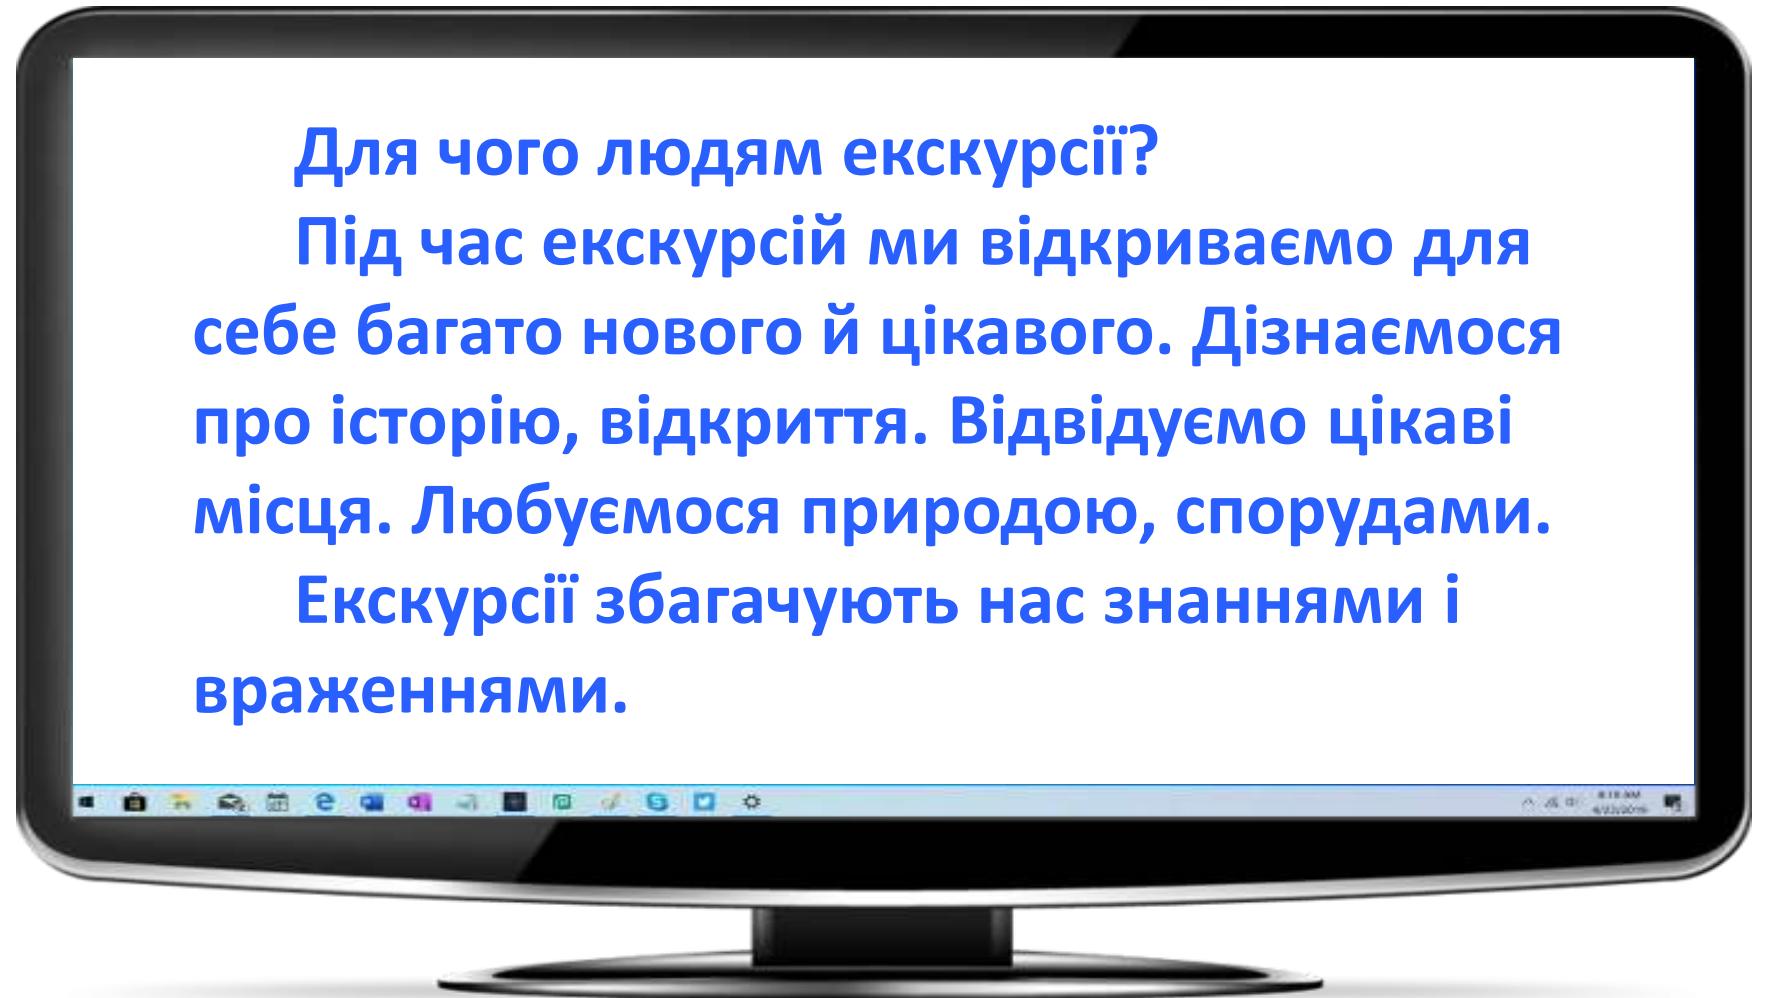 Для чого людям екскурсії?
Під час екскурсій ми відкриваємо для
себе багато нового й цікавого. Дізнаємося
про історію, відкриття. Відвідуємо цікаві
місця. Любуємося природою, спорудами.
Екскурсії збагачують нас знаннями і
враженнями.